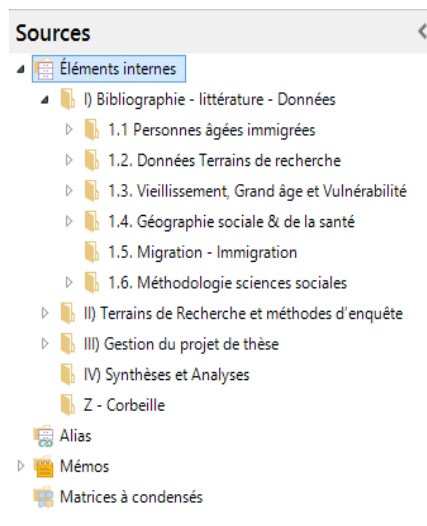 Sources
Éléments internes
I) Bibliographie - littérature - Données
1.1 Personnes âgées immigrées
1.2. Données Terrains de recherche
1.3. Vieillissement, Grand âge et Vulnérabilité
1.4. Géographie sociale & de la santé
1.5. Migration - Immigration
1.6. Méthodologie sciences sociales
II) Terrains de Recherche et méthodes d'enquête
III) Gestion du projet de thèse
IV) Synthèses et Analyses
Z - Corbeille
Alias
Mémos
Matrices à condensés